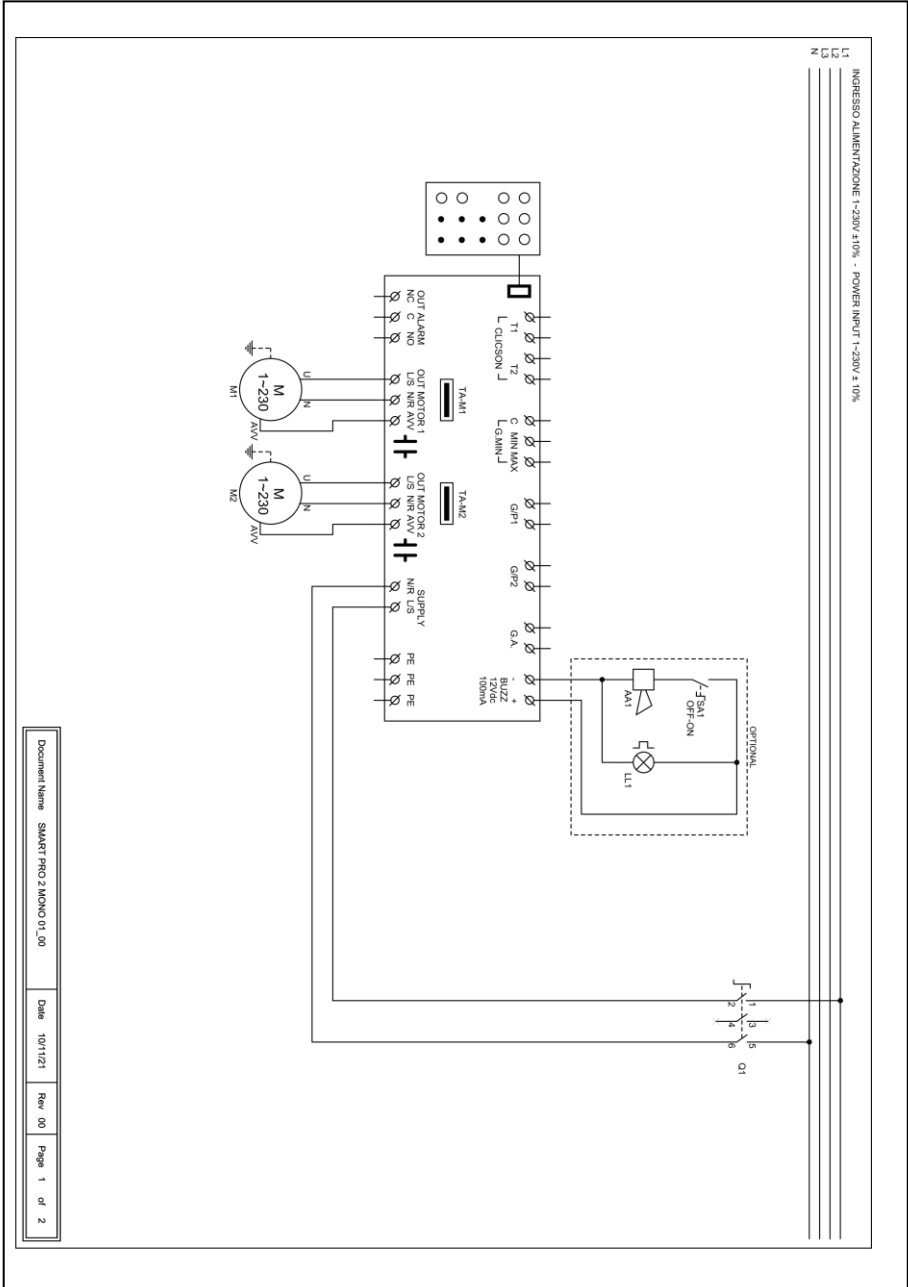 INGRESSO ALIMENTAZIONE 1~230V ±10% - POWER INPUT 1~230V ± 10%
L1
L2
L3
N
OPTIONAL
SA1
OFF-ON
AA1
LL1
1
3
5
2
4
6
Q1
T1
T2
CLICSON
C
MIN
MAX
G.MIN
G/P1
G/P2
G.A.
-
+
BUZZ
12Vdc
100mA
TA-M1
TA-M2
OUT ALARM
NC
C
NO
OUT MOTOR 1
L/S
N/R
AVV
OUT MOTOR 2
L/S
N/R
AVV
SUPPLY
N/R
L/S
PE
PE
PE
U
N
AVV
M
1~230
M1
U
N
AVV
M
1~230
M2
Document Name SMART PRO 2 MONO 01_00
Date 10/11/21
Rev 00
Page 1 of 2